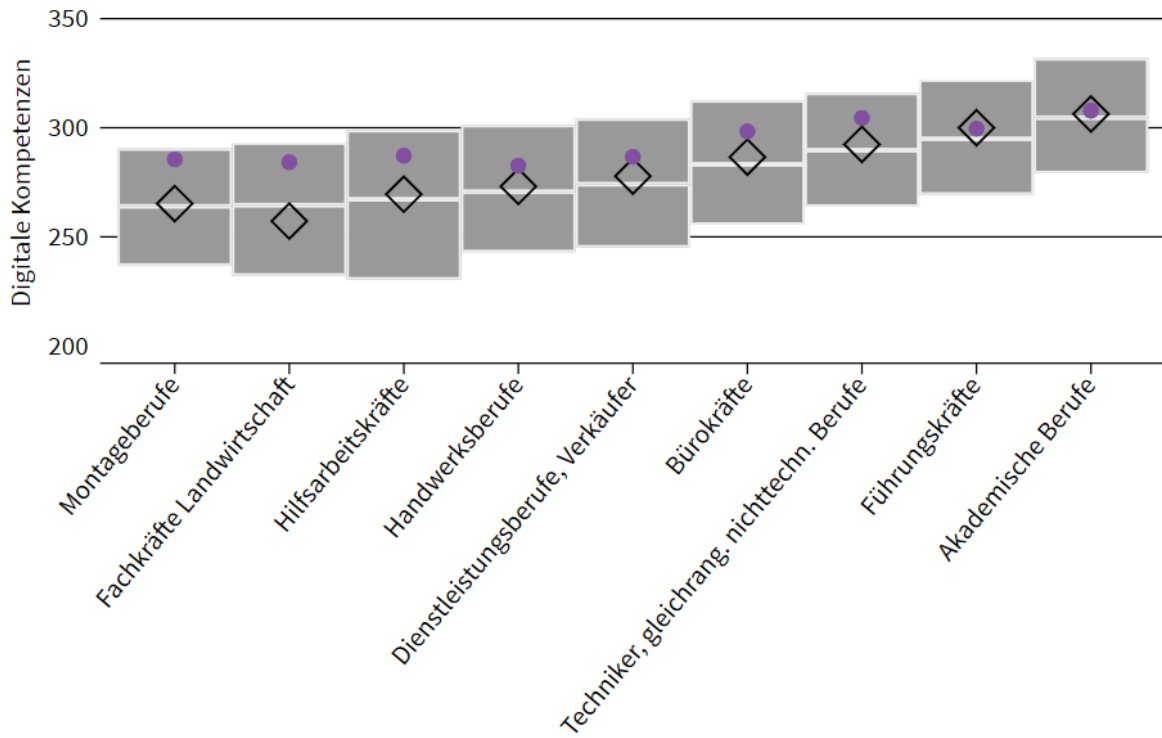 350
300
250
200
Digitale Kompetenzen
Montageberufe
Fachkräfte Landwirtschaft
Hilfsarbeitskräfte
Handwerksberufe
Dienstleistungsberufe, Verkäufer
Bürokräfte
Techniker, gleichrang. nichttechn. Berufe
Führungskräfte
Akademische Berufe